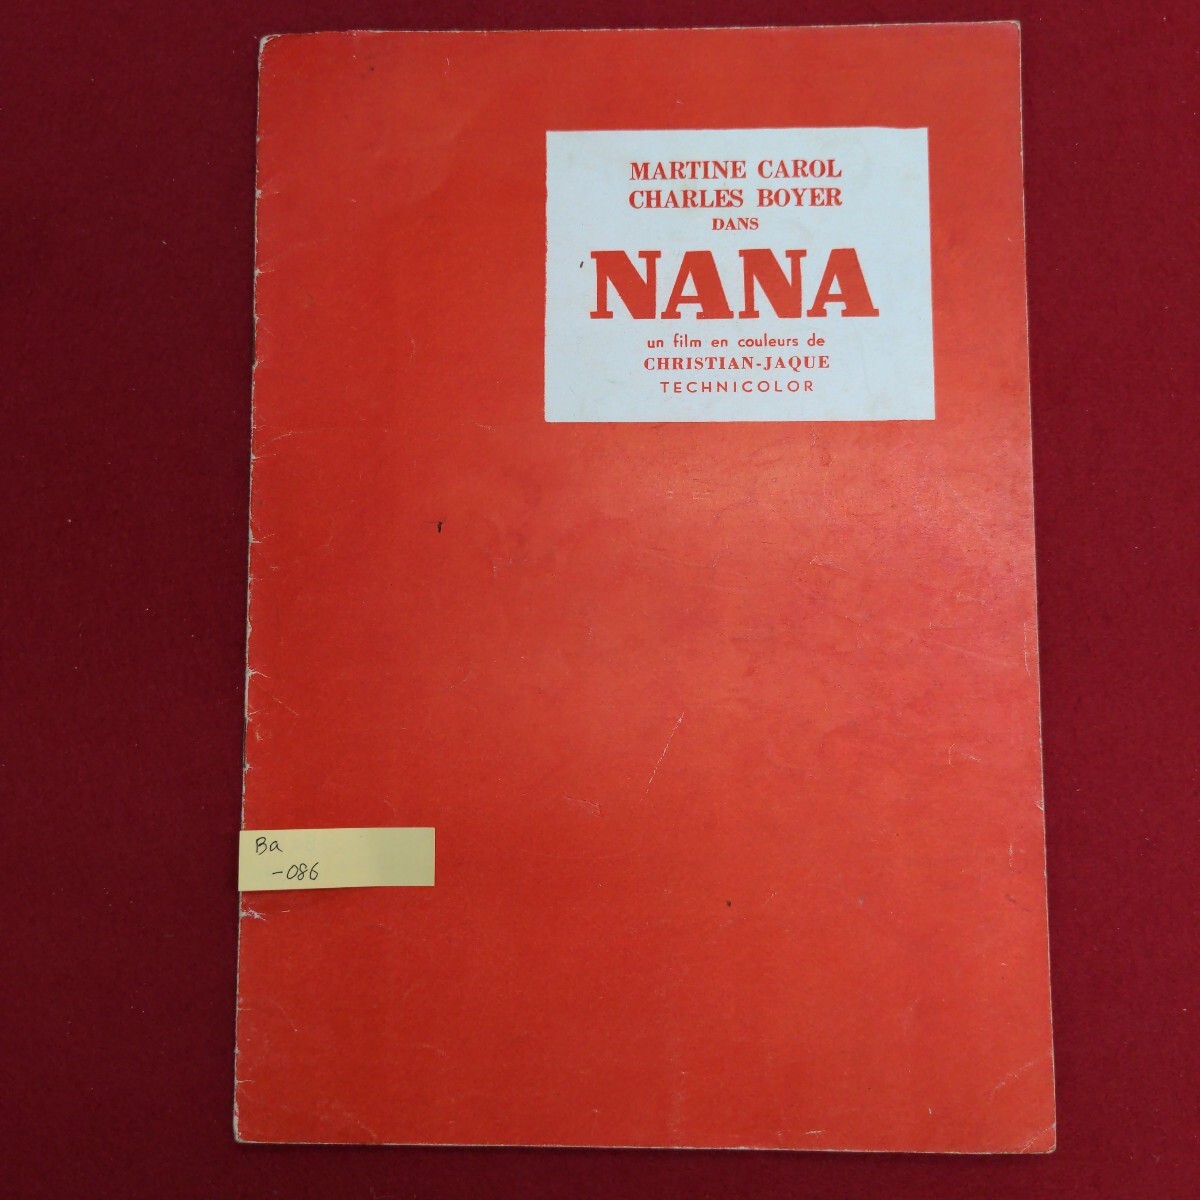 MARTINE CAROL
CHARLES BOYER
DANS
NANA
un film en couleurs de
CHRISTIAN-JAQUE
TECHNICOLOR
Ba
-086